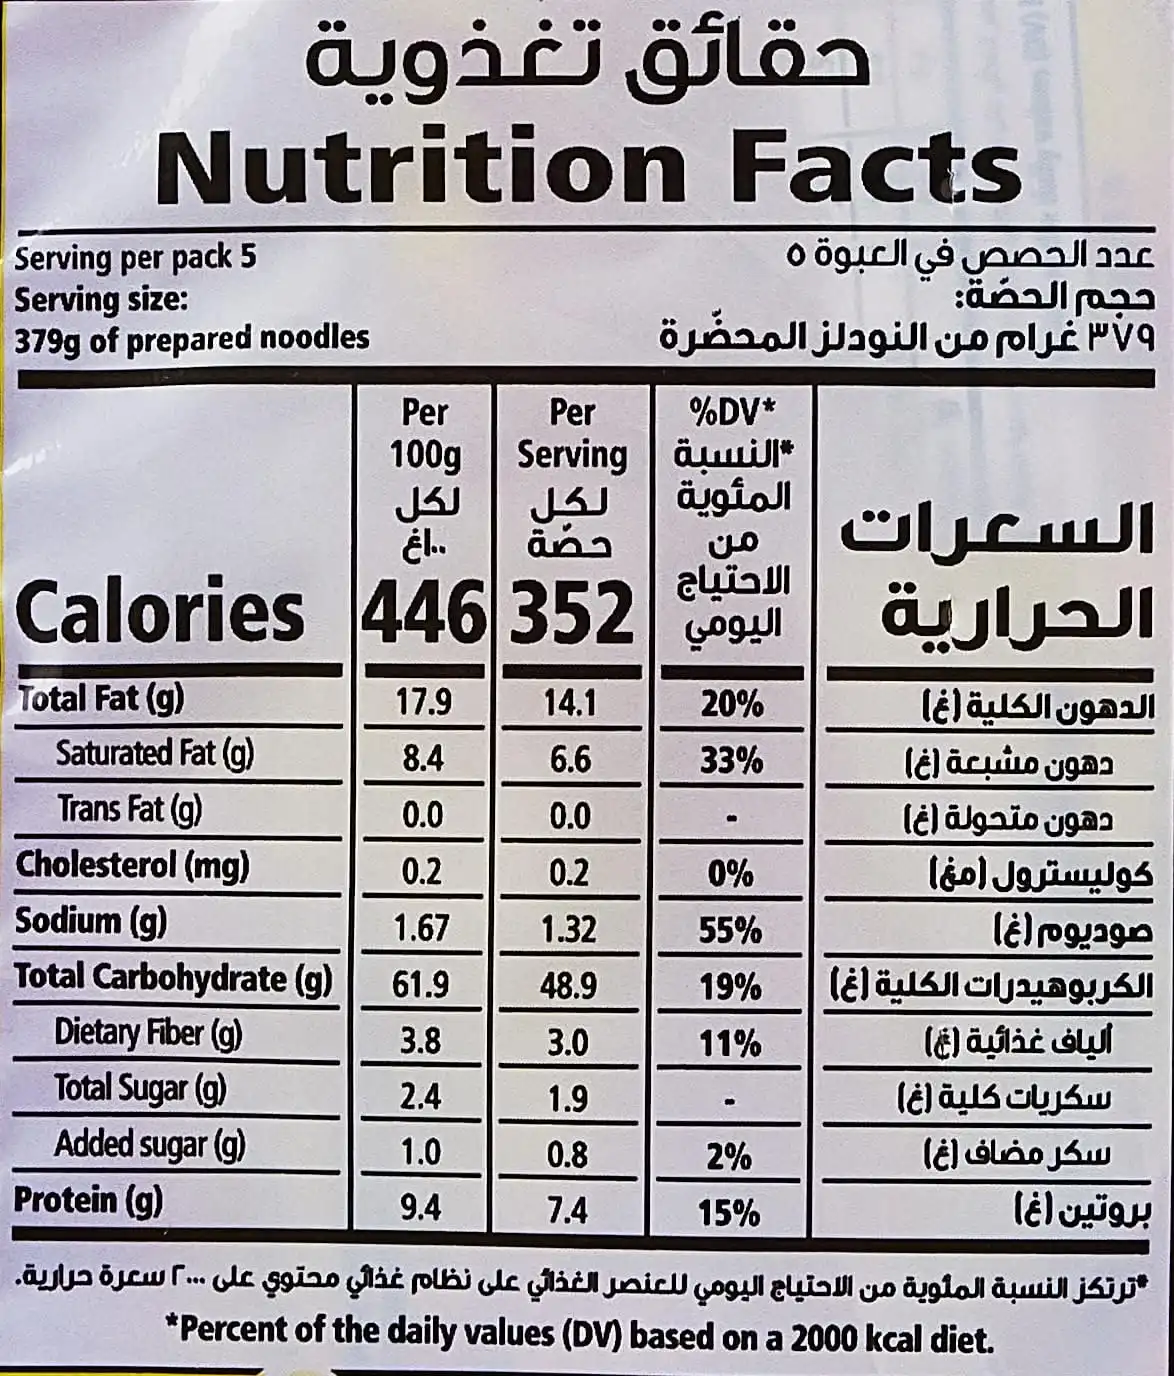 حقائق تغذوية
Nutrition Facts
Serving per pack 5 عدد الحصص في العبوة ٥
Serving size: حجم الحصّة:
379g of prepared noodles ٣٧٩ غرام من النودلز المحضّرة
Per 100g لكل ١٠٠غ
Per Serving لكل حصّة
%DV* *النسبة المئوية من الاحتياج اليومي
Calories 446 352 السعرات الحرارية
Total Fat (g) 17.9 14.1 20% الدهون الكلية (غ)
Saturated Fat (g) 8.4 6.6 33% دهون مشبعة (غ)
Trans Fat (g) 0.0 0.0 - دهون متحولة (غ)
Cholesterol (mg) 0.2 0.2 0% كوليسترول (مغ)
Sodium (g) 1.67 1.32 55% صوديوم (غ)
Total Carbohydrate (g) 61.9 48.9 19% الكربوهيدرات الكلية (غ)
Dietary Fiber (g) 3.8 3.0 11% ألياف غذائية (غ)
Total Sugar (g) 2.4 1.9 - سكريات كلية (غ)
Added sugar (g) 1.0 0.8 2% سكر مضاف (غ)
Protein (g) 9.4 7.4 15% بروتين (غ)
*ترتكز النسبة المئوية من الاحتياج اليومي للعنصر الغذائي على نظام غذائي محتوي على ٢٠٠٠ سعرة حرارية.
*Percent of the daily values (DV) based on a 2000 kcal diet.